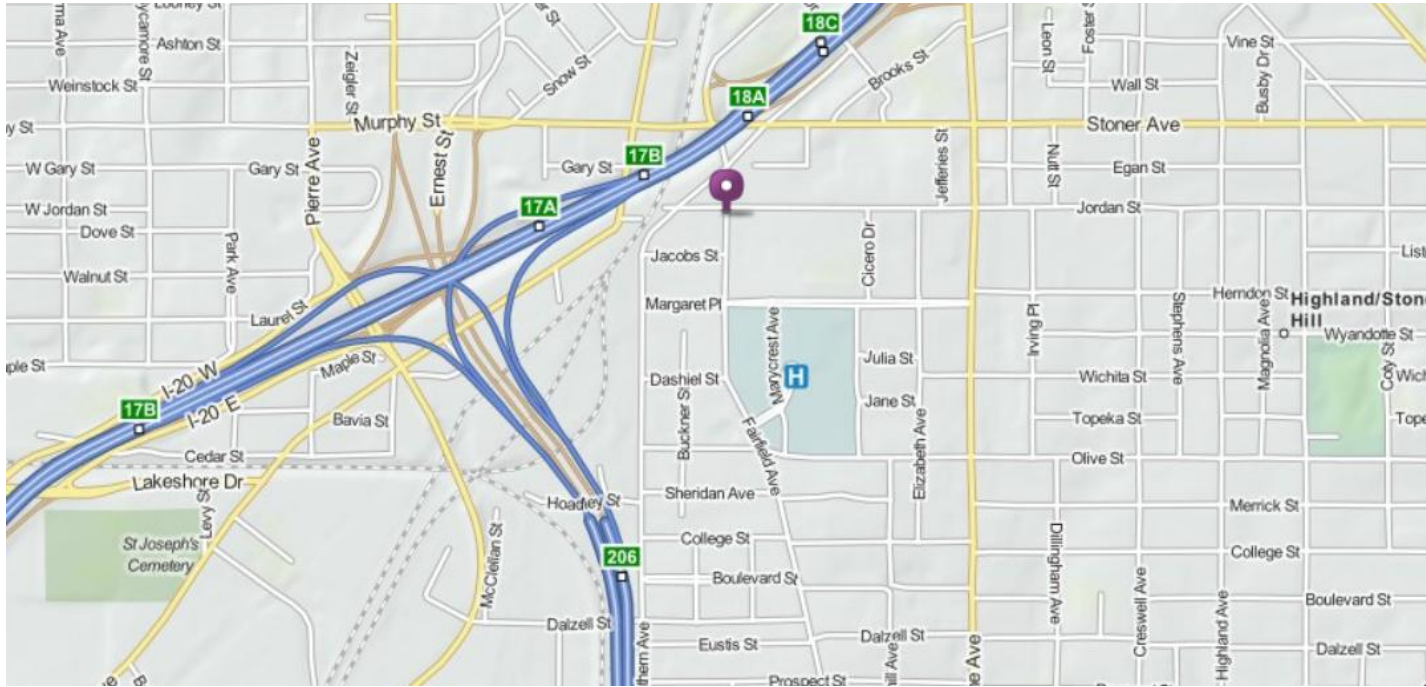 18C
Ashton St
Vine St
Snow St
Weinstock St
Zeigler St
Brooks St
Leon St
Wall St
Busby Dr
18A
Murphy St
Stoner Ave
Ernest St
17B
Jefferies St
Nutt St
W Gary St
Gary St
Gary St
Egan St
Pierre Ave
W Jordan St
17A
Jordan St
Dove St
Park Ave
Jacobs St
Cicero Dr
Walnut St
Margaret Pl
Herndon St
Highland/Ston
Hill
Laurel St
Marycrest Ave
Irving Pl
Stephens Ave
Magnolia Ave
Wyandotte St
Coty St
Maple St
Julia St
I-20 W
Dashiel St
H
Wichita St
17B
I-20 E
Jane St
Bavia St
Buckner St
Fairfield Ave
Elizabeth Ave
Topeka St
Cedar St
Olive St
Lakeshore Dr
Levy St
Hoadley St
Sheridan Ave
Merrick St
St Joseph's
Cemetery
McClellan St
College St
Dillingham Ave
College St
206
Boulevard St
Creswell Ave
Highland Ave
Boulevard St
Dalzell St
Eustis St
Dalzell St
Dalzell St
Prospect St